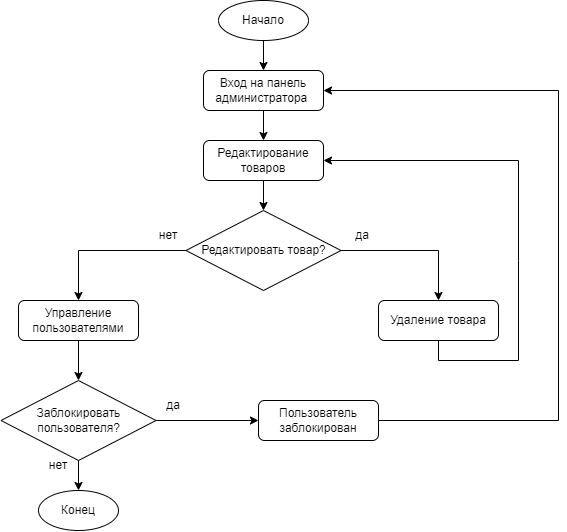 Начало
Вход на панель
администратора
Редактирование
товаров
нет
да
Редактировать товар?
Управление
пользователями
Удаление товара
Заблокировать
пользователя?
да
Пользователь
заблокирован
нет
Конец